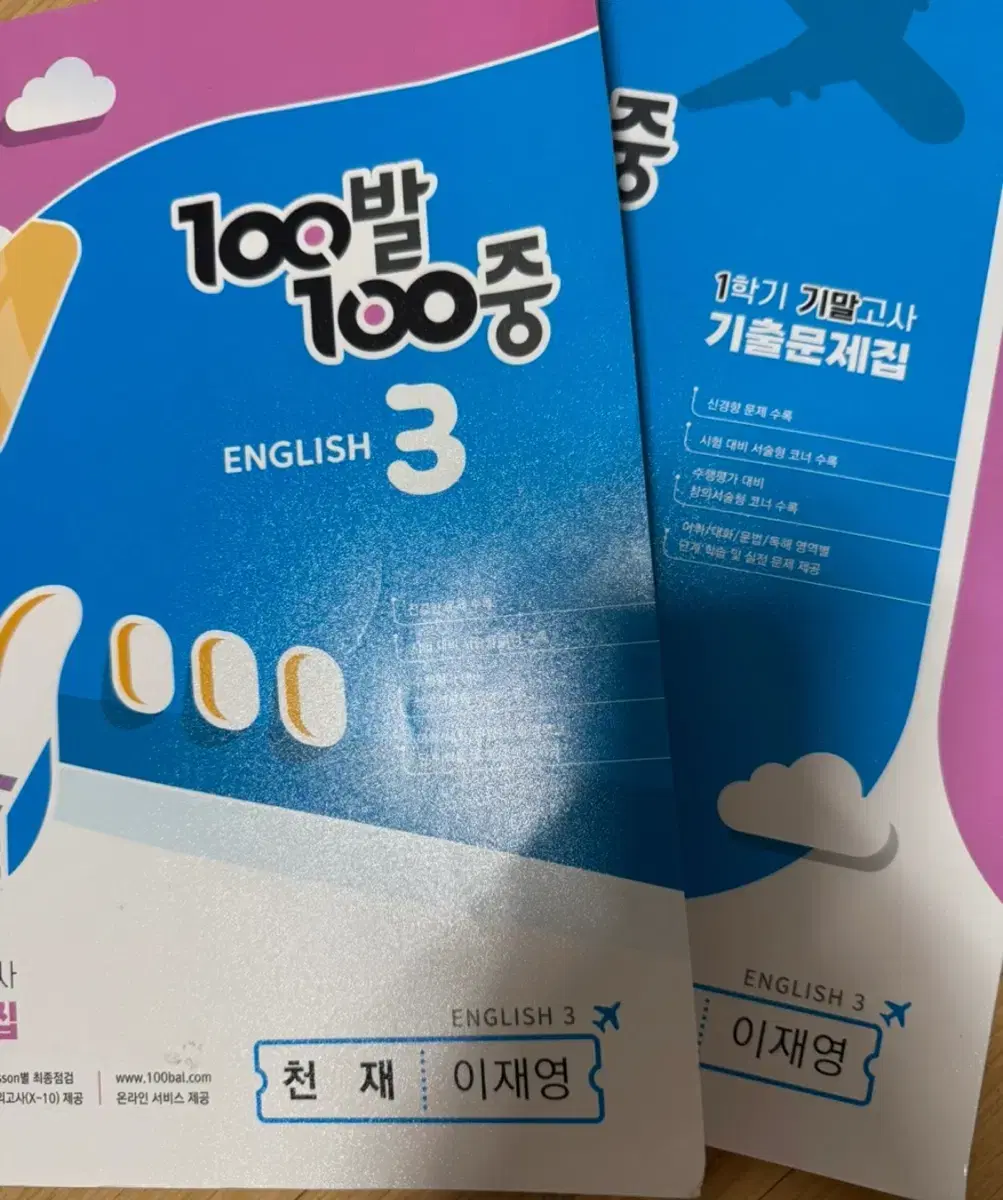 100발
100중
ENGLISH 3
사
집
sson별 최종점검
의고사(X-10) 제공
www.100bal.com
온라인 서비스 제공
ENGLISH 3
천 재 이재영
중
1학기 기말고사
기출문제집
신경향 문제 수록
시험 대비 서술형 코너 수록
수행평가 대비
창의서술형 코너 수록
어휘/대화/문법/독해 영역별
단계 학습 및 실전 문제 제공
ENGLISH 3
이재영